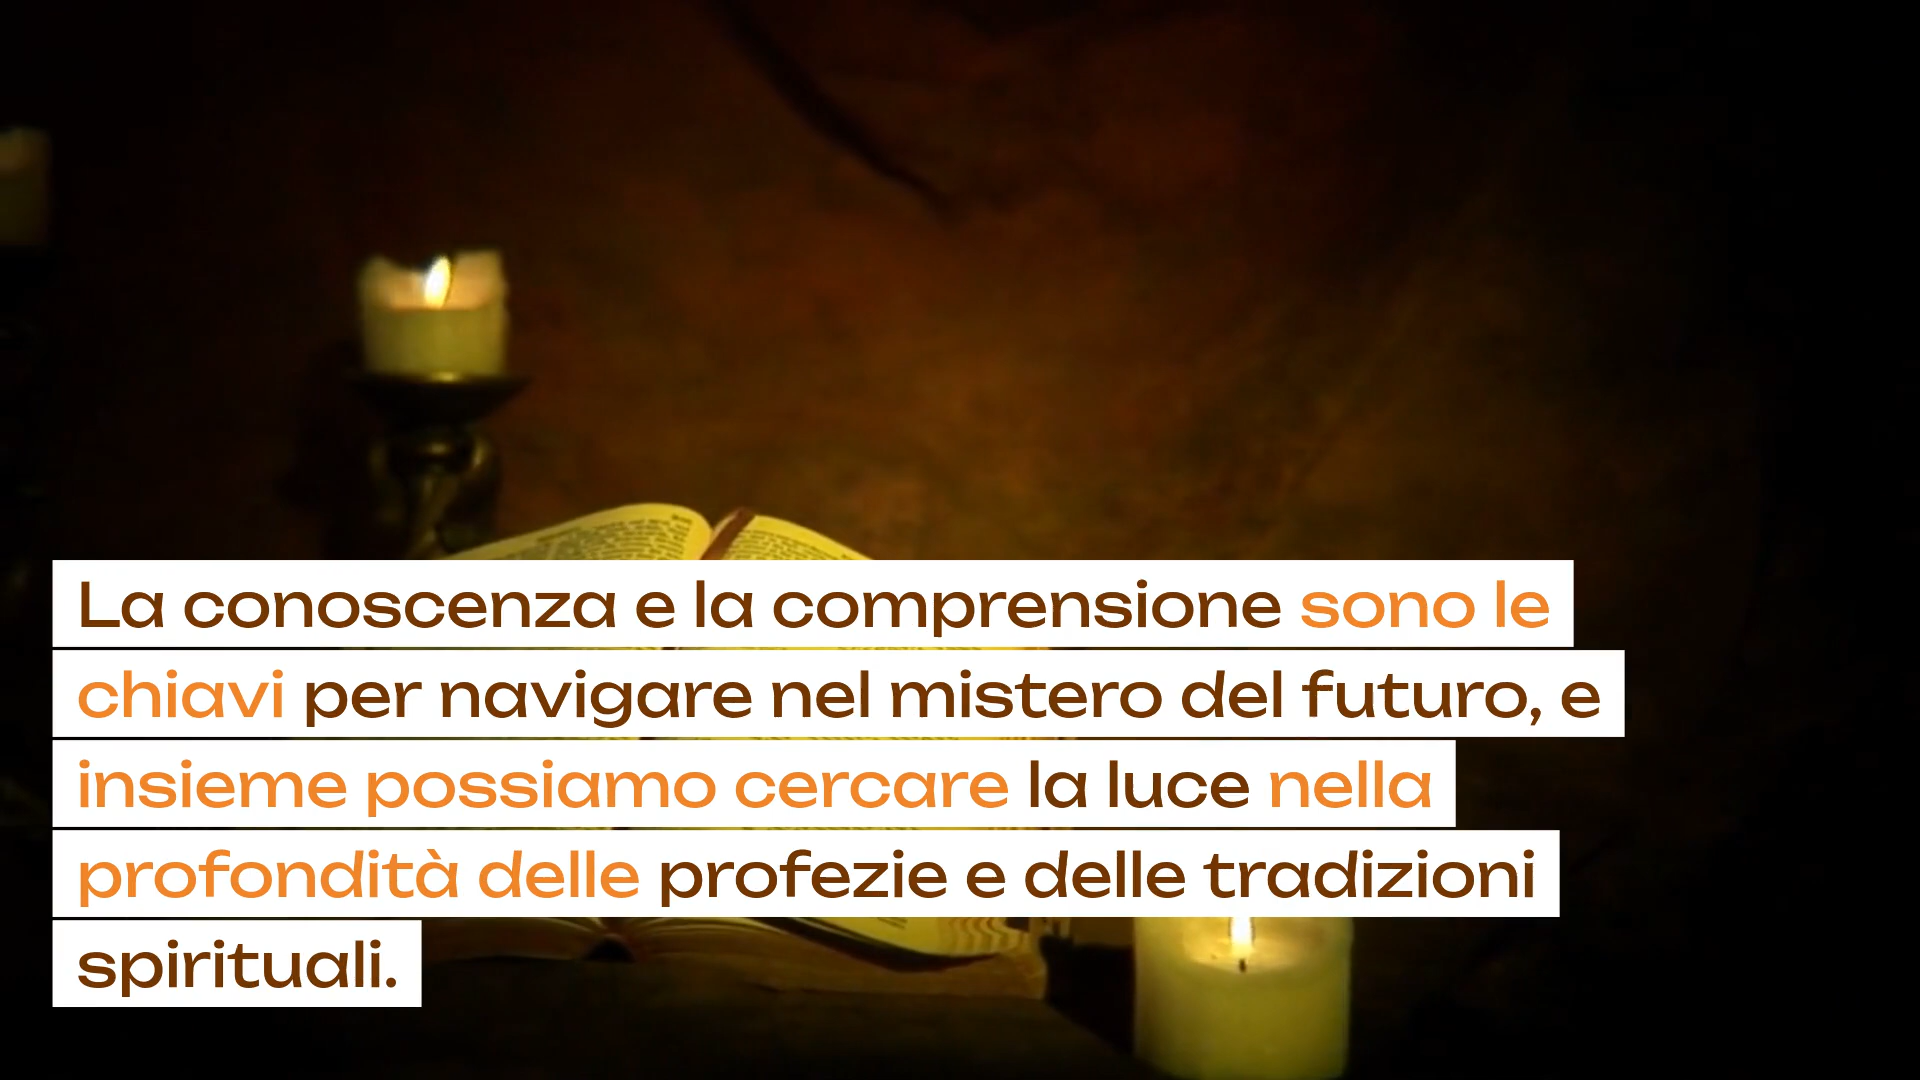 La conoscenza e la comprensione sono le
chiavi per navigare nel mistero del futuro, e
insieme possiamo cercare la luce nella
profondità delle profezie e delle tradizioni
spirituali.